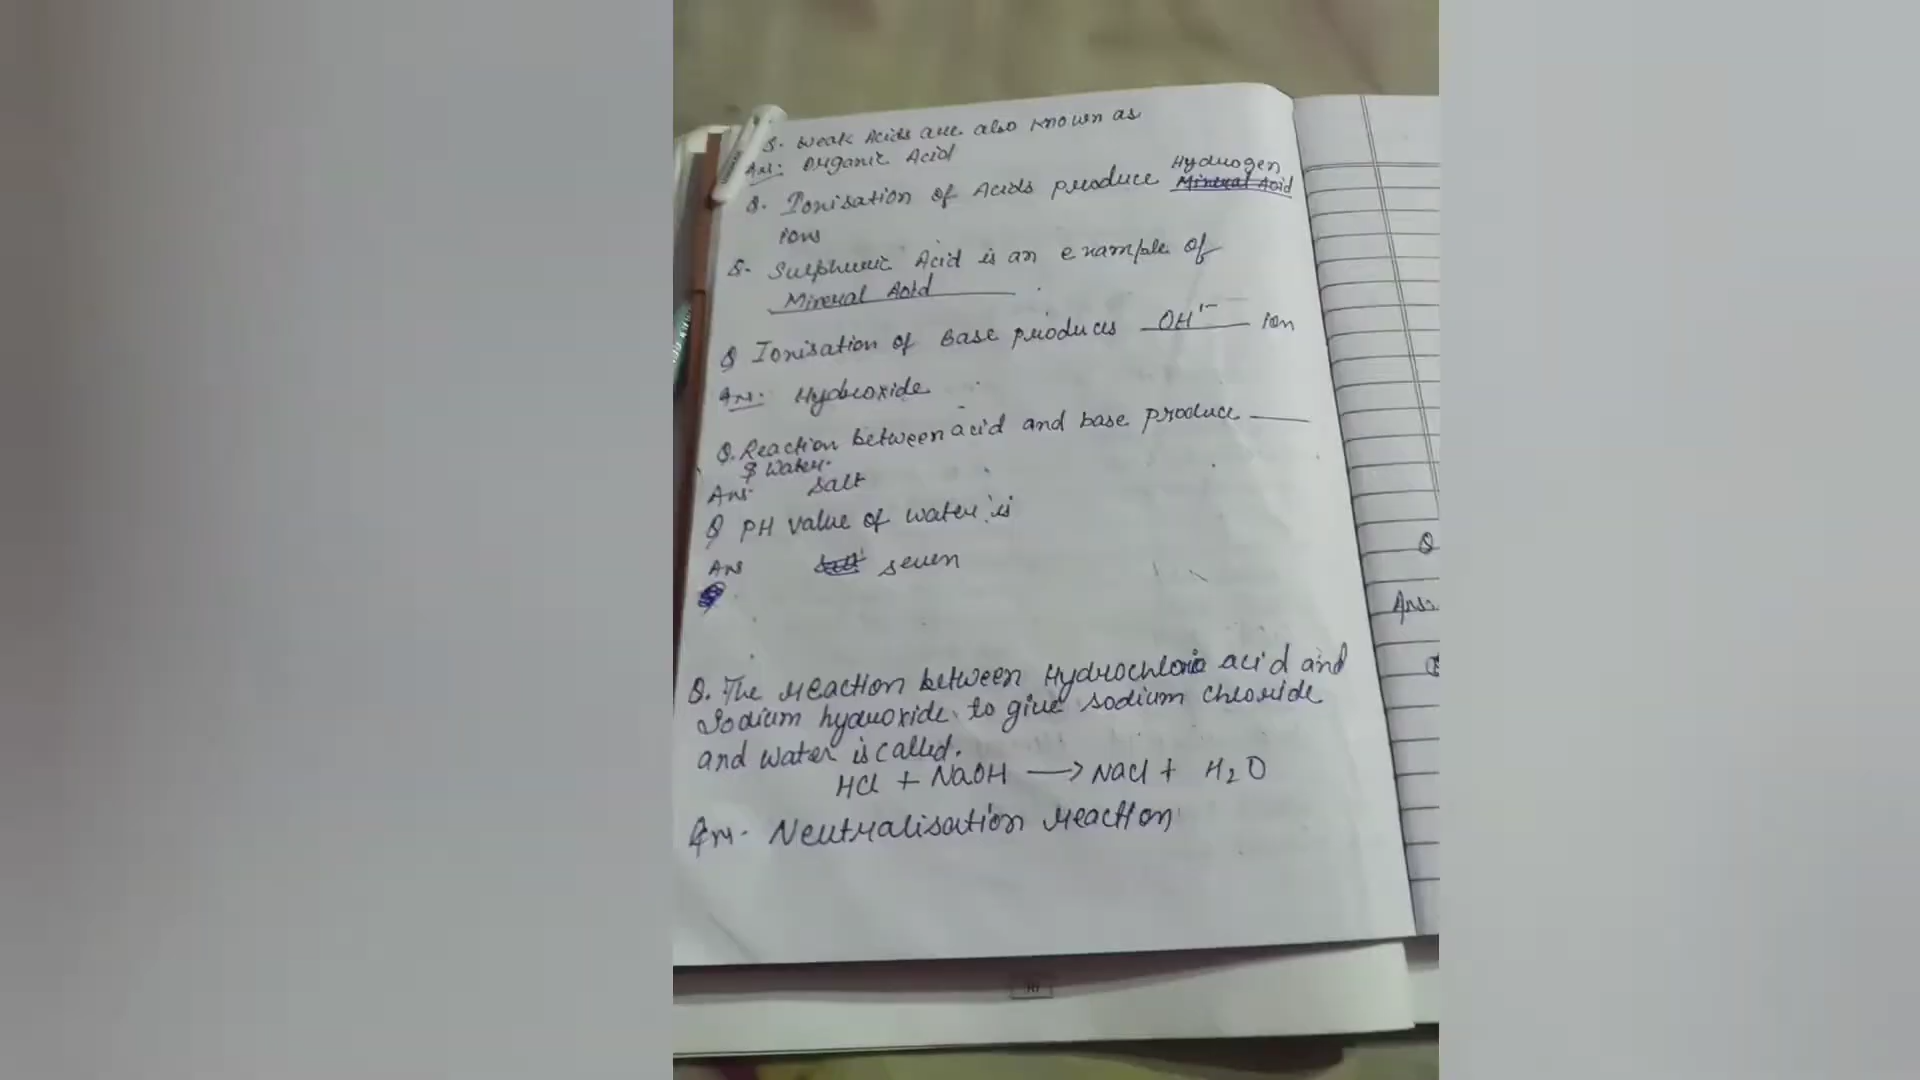 Q. Weak Acids are also known as
Ans: Organic Acid
Hydrogen
Q. Ionisation of Acids produce Mineral Acid
ions
Q. Sulphuric Acid is an example of
Mineral Acid .
Q Ionisation of Base produces OH¹⁻ Ion
Ans: Hydroxide
Q. Reaction between acid and base produce ____
& Water.
Ans. Salt
Q PH value of water is
Ans seven
Q. The reaction between Hydrochloric acid and
Sodium hydroxide to give sodium chloride
and water is called.
HCl + NaOH → NaCl + H₂O
Ans. Neutralisation reaction
Q
Ans:
Q